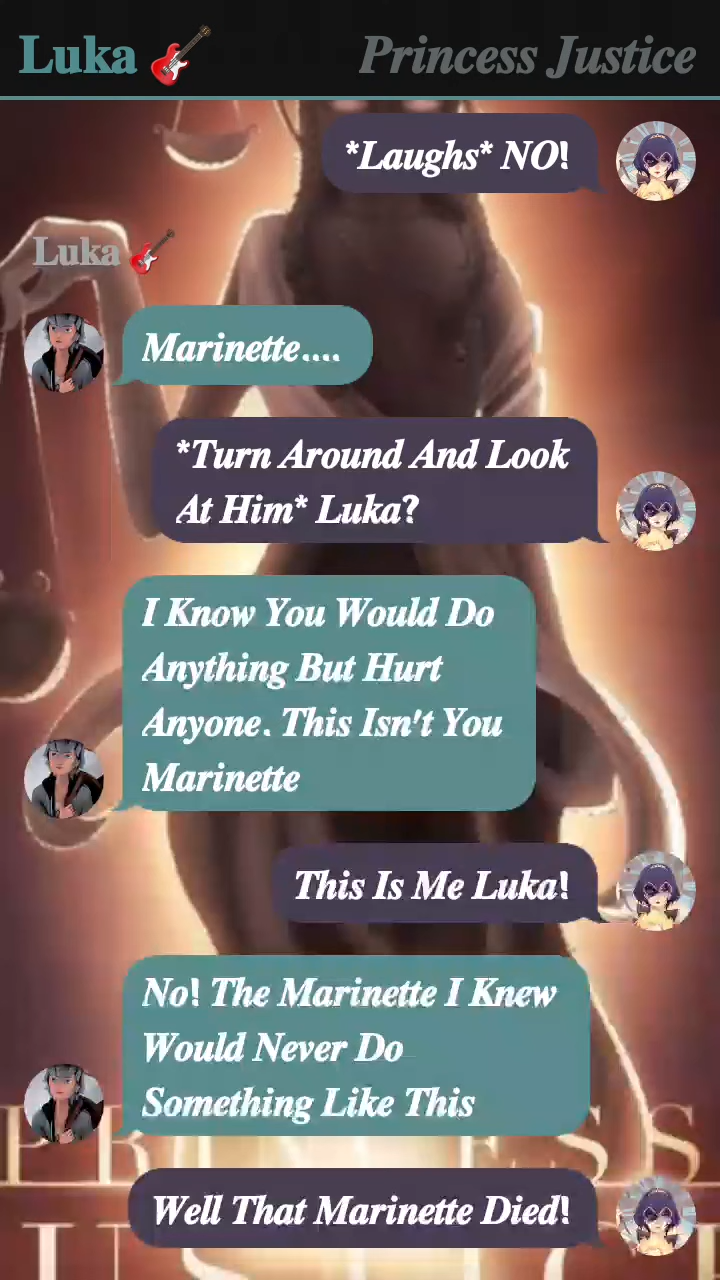 Luka 🎸 Princess Justice
*Laughs* NO!
Luka 🎸
Marinette....
*Turn Around And Look
At Him* Luka?
I Know You Would Do
Anything But Hurt
Anyone. This Isn't You
Marinette
This Is Me Luka!
No! The Marinette I Knew
Would Never Do
Something Like This
Well That Marinette Died!